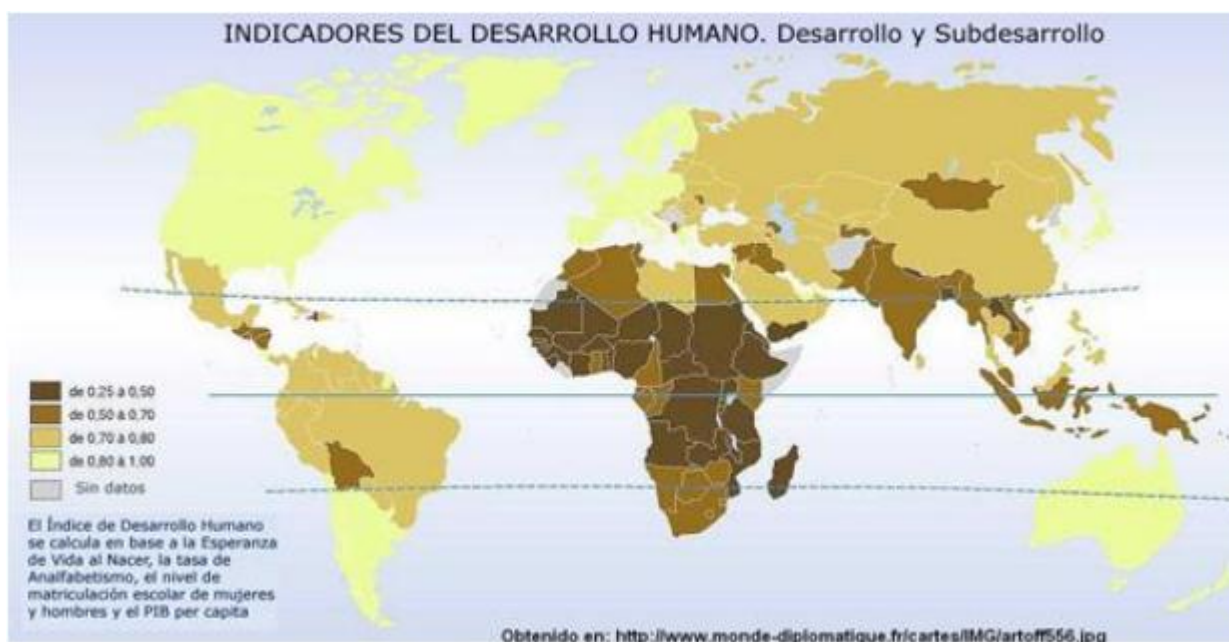 INDICADORES DEL DESARROLLO HUMANO. Desarrollo y Subdesarrollo
de 0.25 à 0,50
de 0,50 à 0,70
de 0,70 à 0,80
de 0,80 à 1,00
Sin datos
El Índice de Desarrollo Humano
se calcula en base a la Esperanza
de Vida al Nacer, la tasa de
Analfabetismo, el nivel de
matriculación escolar de mujeres
y hombres y el PIB per capita
Obtenido en: http://www.monde-diplomatique.fr/cartes/IMG/artoff556.jpg